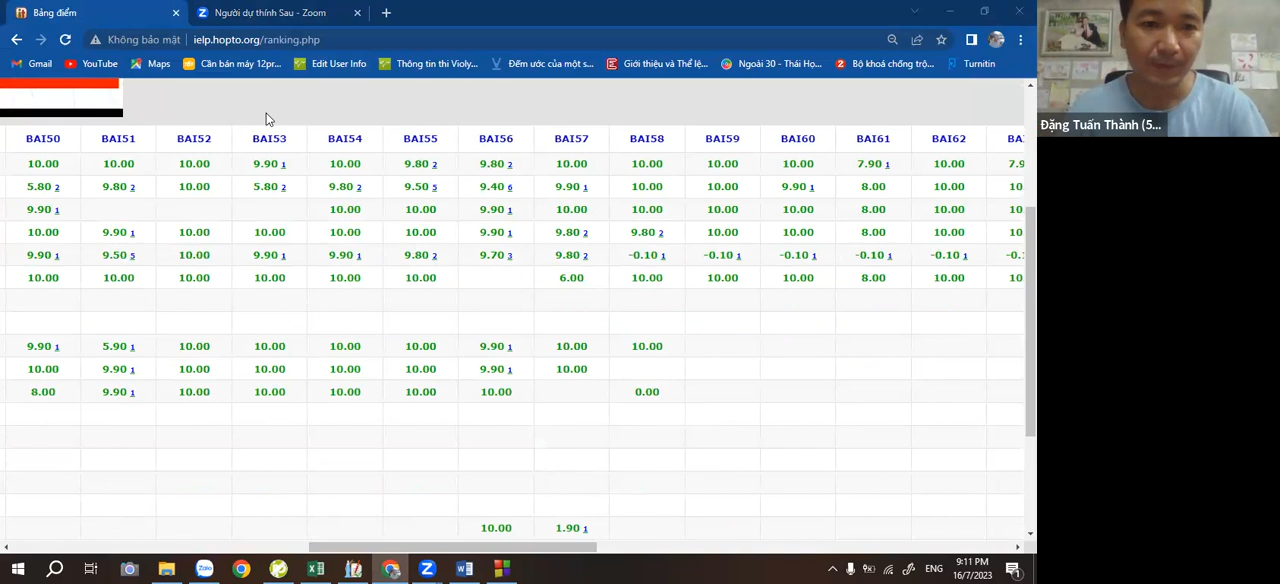 Bảng điểm
Người dự thính Sau - Zoom
Không bảo mật
ielp.hopto.org/ranking.php
Gmail YouTube Maps Cần bán máy 12pr... Edit User Info Thông tin thi Violy... Đếm ước của một s... Giới thiệu và Thể lệ... Ngoài 30 - Thái Họ... Bộ khoá chống trộ... Turnitin
Đặng Tuấn Thành (5...
BAI50 BAI51 BAI52 BAI53 BAI54 BAI55 BAI56 BAI57 BAI58 BAI59 BAI60 BAI61 BAI62 BA
10.00 10.00 10.00 9.90 1 10.00 9.80 2 9.80 2 10.00 10.00 10.00 10.00 7.90 1 10.00 7.9
5.80 2 9.80 2 10.00 5.80 2 9.80 2 9.50 5 9.40 6 9.90 1 10.00 10.00 9.90 1 8.00 10.00 10.
9.90 1 10.00 10.00 9.90 1 10.00 10.00 10.00 10.00 8.00 10.00 10.
10.00 9.90 1 10.00 10.00 10.00 10.00 9.90 1 9.80 2 9.80 2 10.00 10.00 8.00 10.00 10.
9.90 1 9.50 5 10.00 9.90 1 9.90 1 9.80 2 9.70 3 9.80 2 -0.10 1 -0.10 1 -0.10 1 -0.10 1 -0.10 1 -0.1
10.00 10.00 10.00 10.00 10.00 10.00 6.00 10.00 10.00 10.00 8.00 10.00 10.
9.90 1 5.90 1 10.00 10.00 10.00 10.00 9.90 1 10.00 10.00
10.00 9.90 1 10.00 10.00 10.00 10.00 9.90 1 10.00
8.00 9.90 1 10.00 10.00 10.00 10.00 10.00 0.00
10.00 1.90 1
Zalo
ENG
9:11 PM
16/7/2023